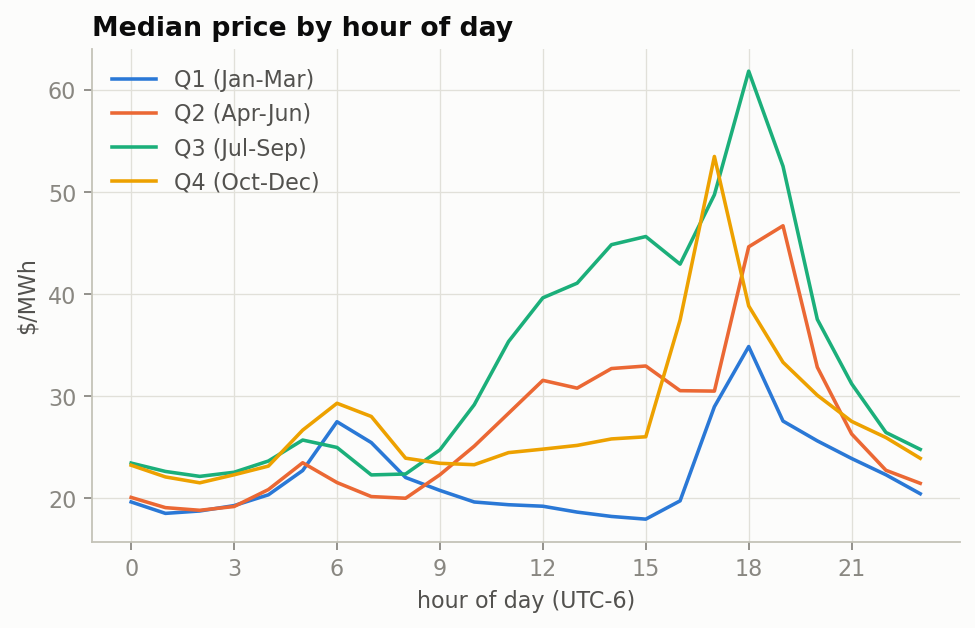 Median price by hour of day
Q1 (Jan-Mar)
Q2 (Apr-Jun)
Q3 (Jul-Sep)
Q4 (Oct-Dec)
60
50
40
30
20
$/MWh
0 3 6 9 12 15 18 21
hour of day (UTC-6)